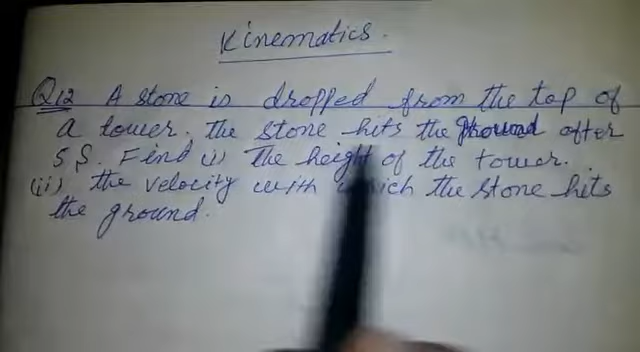 Kinematics.
Q12 A stone is dropped from the top of
a tower. The stone hits the ground after
5 S. Find (i) The height of the tower.
(ii) the velocity with which the stone hits
the ground.